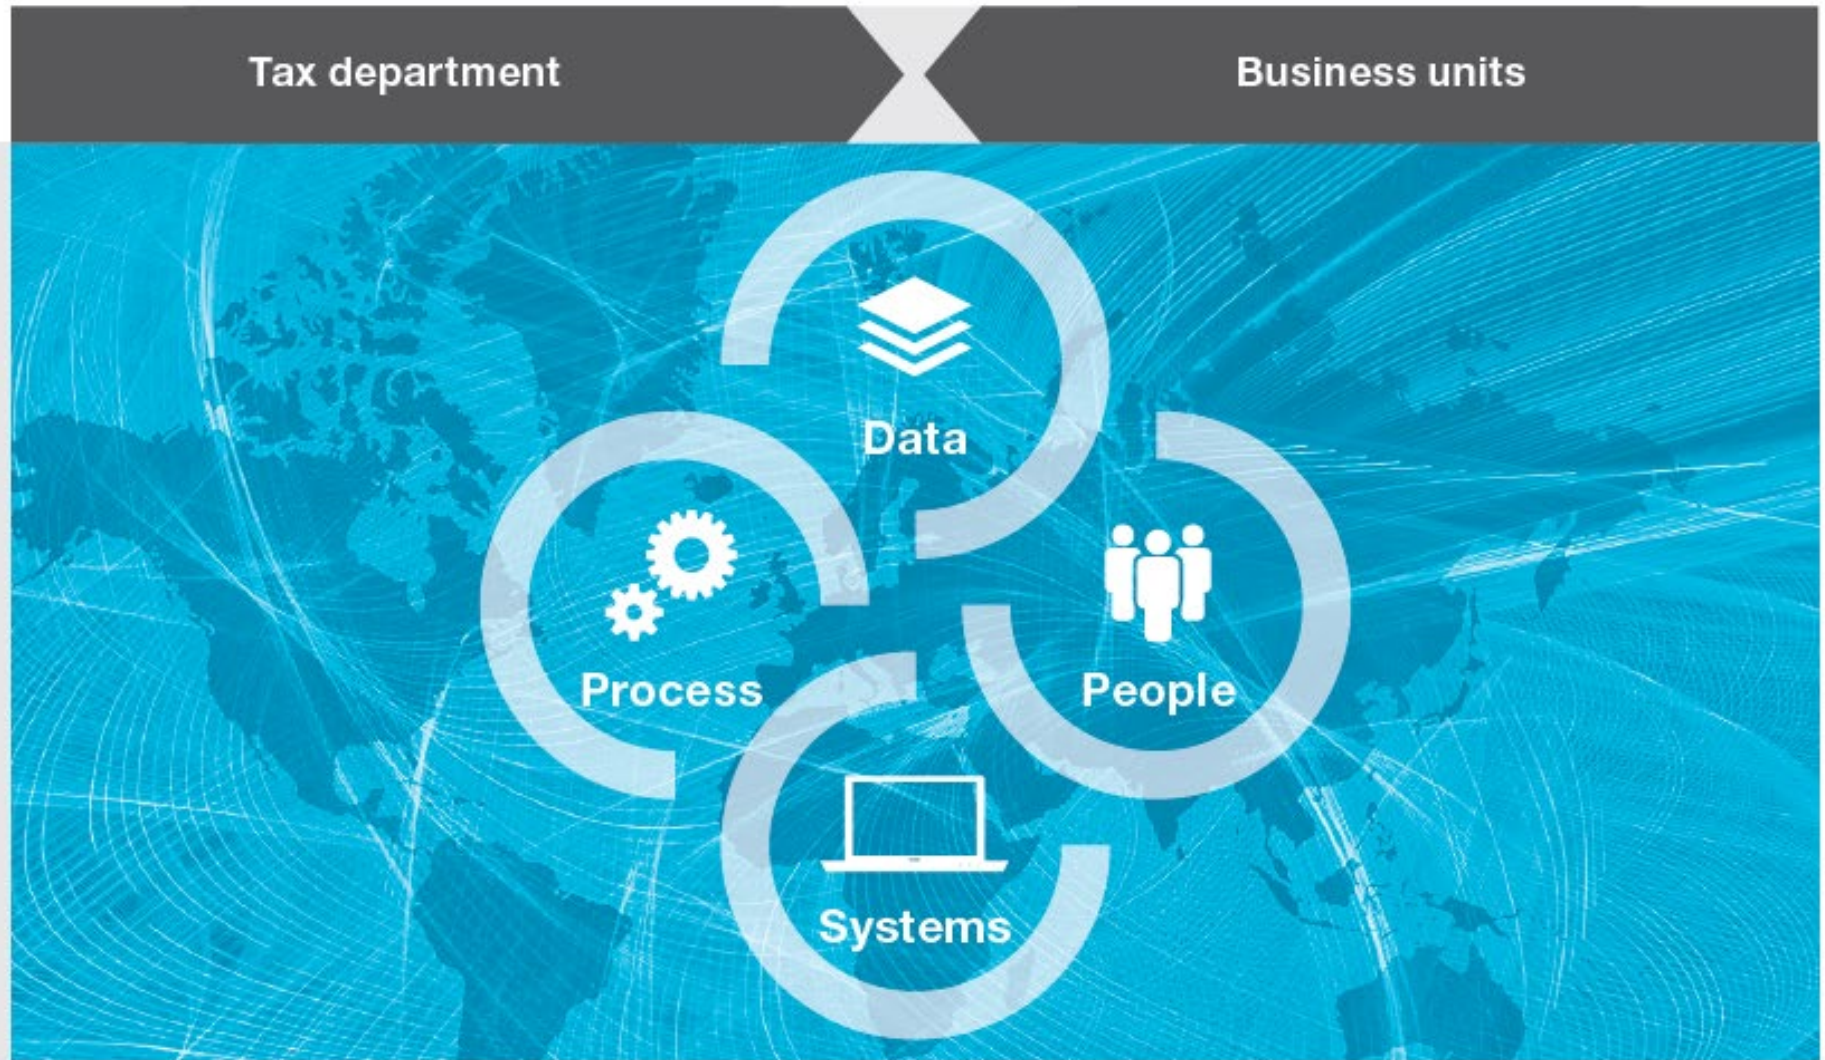 Tax department
Business units
Data
Process
People
Systems